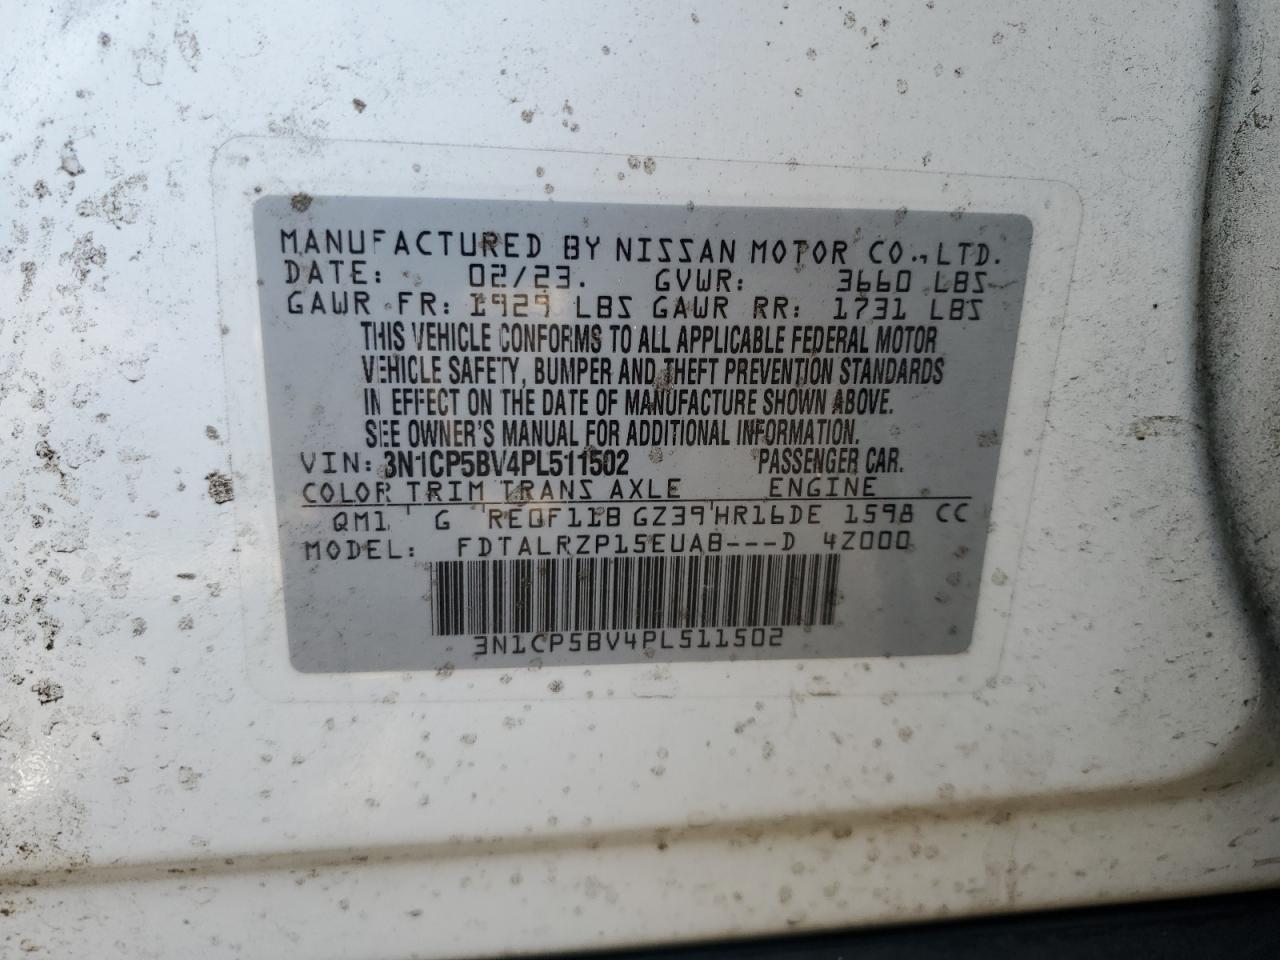 MANUFACTURED BY NISSAN MOTOR CO., LTD.
DATE: 02/23. GVWR: 3660 LBS
GAWR FR: 1929 LBS GAWR RR: 1731 LBS
THIS VEHICLE CONFORMS TO ALL APPLICABLE FEDERAL MOTOR
VEHICLE SAFETY, BUMPER AND THEFT PREVENTION STANDARDS
IN EFFECT ON THE DATE OF MANUFACTURE SHOWN ABOVE.
SEE OWNER'S MANUAL FOR ADDITIONAL INFORMATION.
VIN: 3N1CP5BV4PL511502 PASSENGER CAR.
COLOR TRIM TRANS AXLE ENGINE
QM1 G RE0F11B GZ39 HR16DE 1598 CC
MODEL: FDTALRZP15EUAB---D 4Z000
3N1CP5BV4PL511502